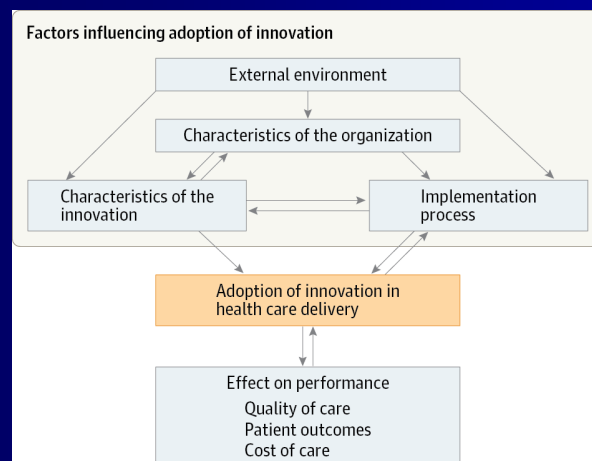 Factors influencing adoption of innovation
External environment
Characteristics of the organization
Characteristics of the
innovation
Implementation
process
Adoption of innovation in
health care delivery
Effect on performance
Quality of care
Patient outcomes
Cost of care